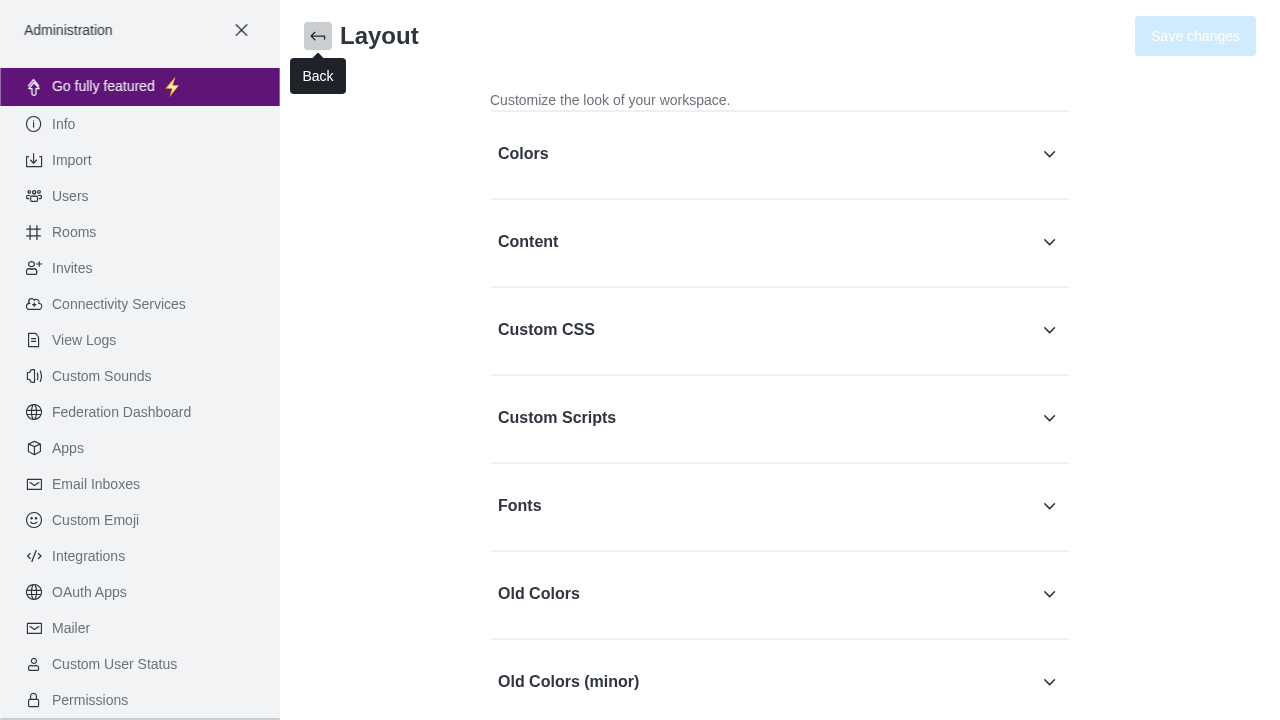 Administration
Go fully featured ⚡
Info
Import
Users
Rooms
Invites
Connectivity Services
View Logs
Custom Sounds
Federation Dashboard
Apps
Email Inboxes
Custom Emoji
Integrations
OAuth Apps
Mailer
Custom User Status
Permissions
Layout
Save changes
Back
Customize the look of your workspace.
Colors
Content
Custom CSS
Custom Scripts
Fonts
Old Colors
Old Colors (minor)